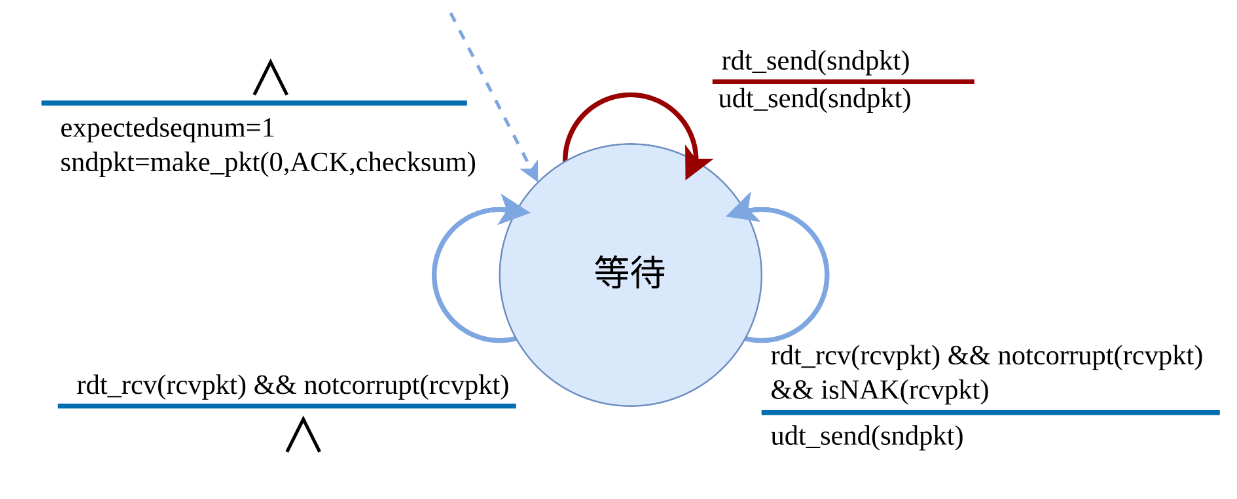 ∧
expectedseqnum=1
sndpkt=make_pkt(0,ACK,checksum)
rdt_send(sndpkt)
udt_send(sndpkt)
等待
rdt_rcv(rcvpkt) && notcorrupt(rcvpkt)
∧
rdt_rcv(rcvpkt) && notcorrupt(rcvpkt)
&& isNAK(rcvpkt)
udt_send(sndpkt)